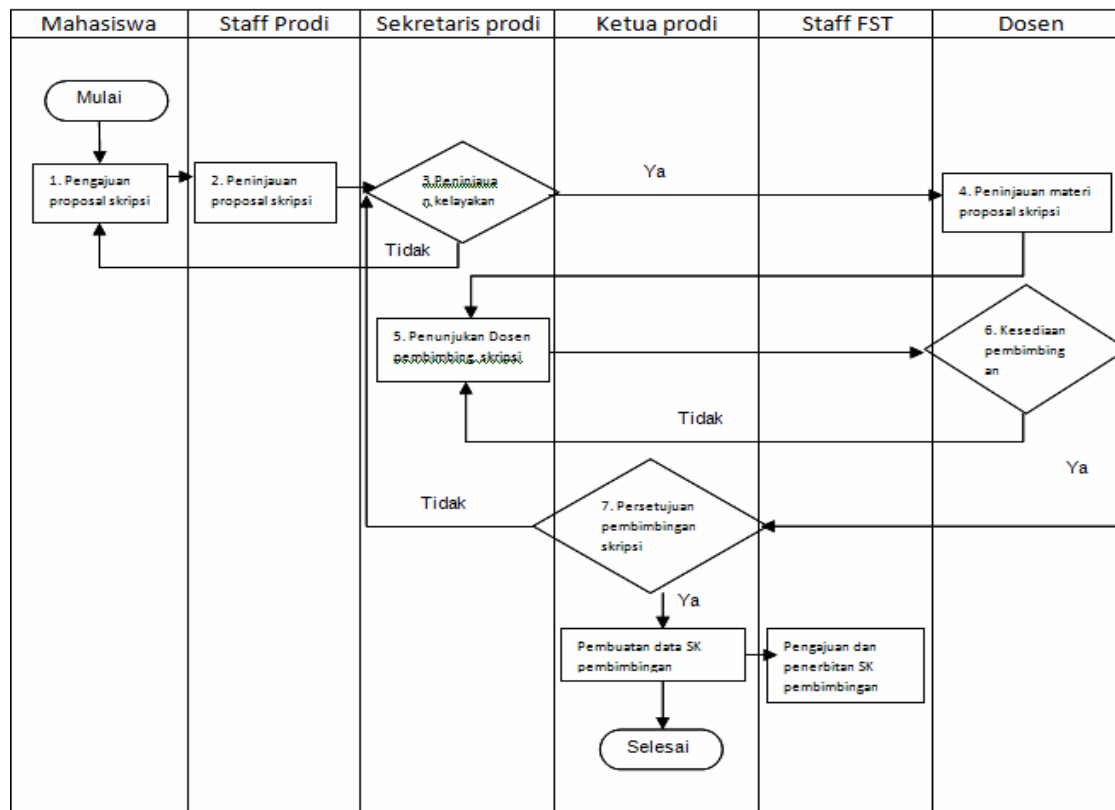 Mahasiswa
Staff Prodi
Sekretaris prodi
Ketua prodi
Staff FST
Dosen
Mulai
1. Pengajuan
proposal skripsi
2. Peninjauan
proposal skripsi
3.Peninjaua
n.kelayakan
Ya
4. Peninjauan materi
proposal skripsi
Tidak
5. Penunjukan Dosen
pembimbing. skripsi
6. Kesediaan
pembimbing
an
Tidak
Ya
Tidak
7. Persetujuan
pembimbingan
skripsi
Ya
Pembuatan data SK
pembimbingan
Pengajuan dan
penerbitan SK
pembimbingan
Selesai